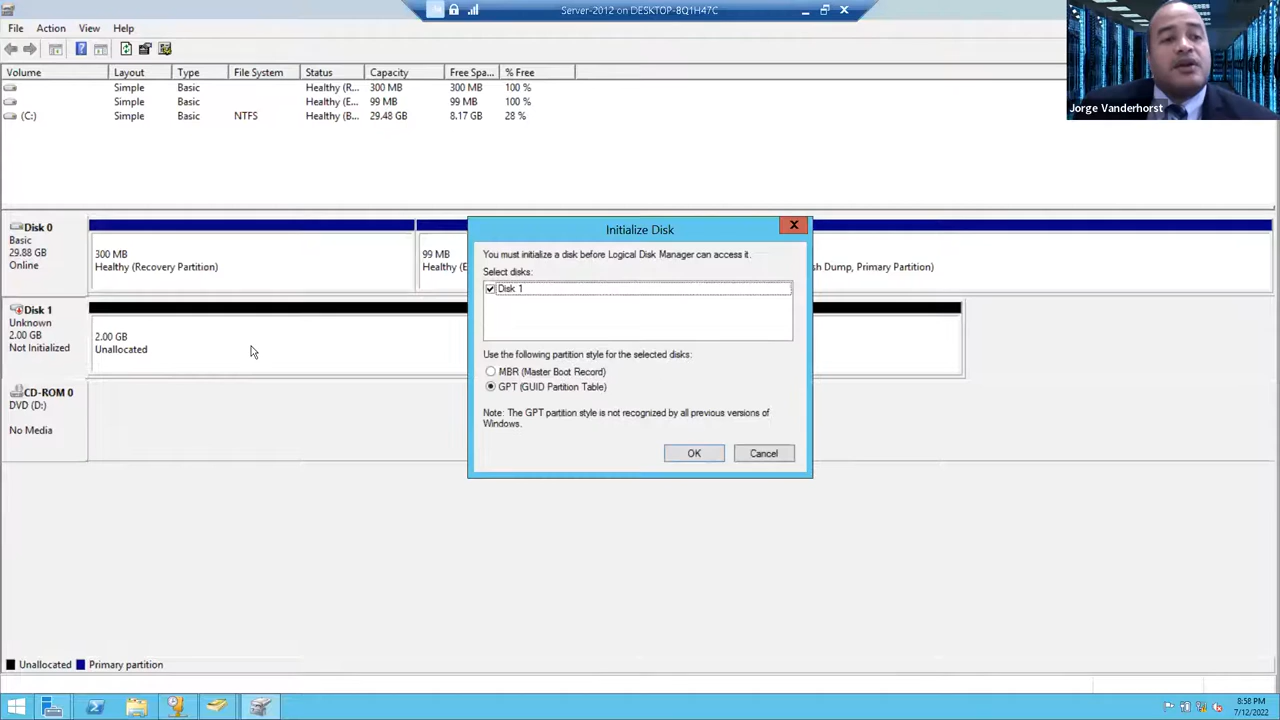 Server-2012 on DESKTOP-8Q1H47C
File Action View Help
Jorge Vanderhorst
Volume Layout Type File System Status Capacity Free Spa... % Free
Simple Basic Healthy (R... 300 MB 300 MB 100 %
Simple Basic Healthy (E... 99 MB 99 MB 100 %
(C:) Simple Basic NTFS Healthy (B... 29.48 GB 8.17 GB 28 %
Disk 0
Basic
29.88 GB
Online
300 MB
Healthy (Recovery Partition)
99 MB
Healthy (E
sh Dump, Primary Partition)
Disk 1
Unknown
2.00 GB
Not Initialized
2.00 GB
Unallocated
CD-ROM 0
DVD (D:)
No Media
Initialize Disk
You must initialize a disk before Logical Disk Manager can access it.
Select disks:
Disk 1
Use the following partition style for the selected disks:
MBR (Master Boot Record)
GPT (GUID Partition Table)
Note: The GPT partition style is not recognized by all previous versions of
Windows.
OK Cancel
Unallocated Primary partition
8:58 PM
7/12/2022